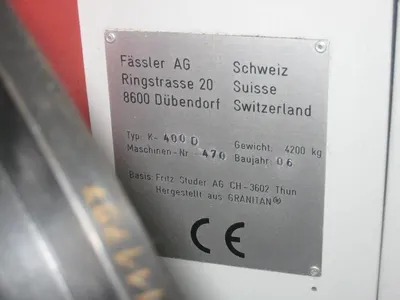 Fässler AG Schweiz
Ringstrasse 20 Suisse
8600 Dübendorf Switzerland
Typ: K-400 D Gewicht: 4200 kg
Maschinen-Nr. 470 Baujahr: 06
Basis Fritz Studer AG CH-3602 Thun
Hergestellt aus GRANITAN®
CE